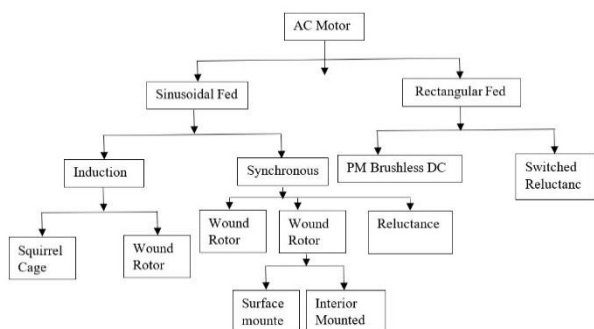 AC Motor
Sinusoidal Fed
Rectangular Fed
Induction
Synchronous
PM Brushless DC
Switched
Reluctanc
Squirrel
Cage
Wound
Rotor
Wound
Rotor
Wound
Rotor
Reluctance
Surface
mounte
Interior
Mounted